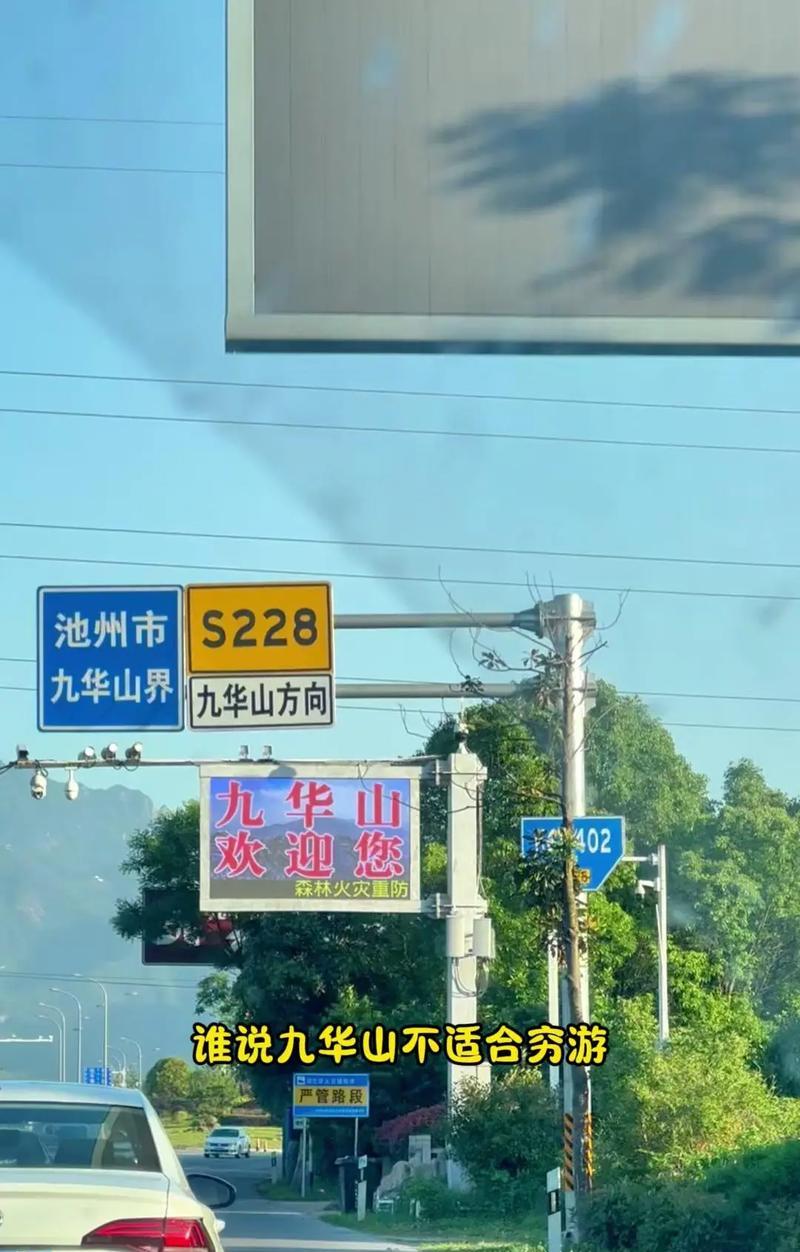 池州市
九华山界
S228
九华山方向
九华山
欢迎您
森林火灾重防
402
谁说九华山不适合穷游
严管路段